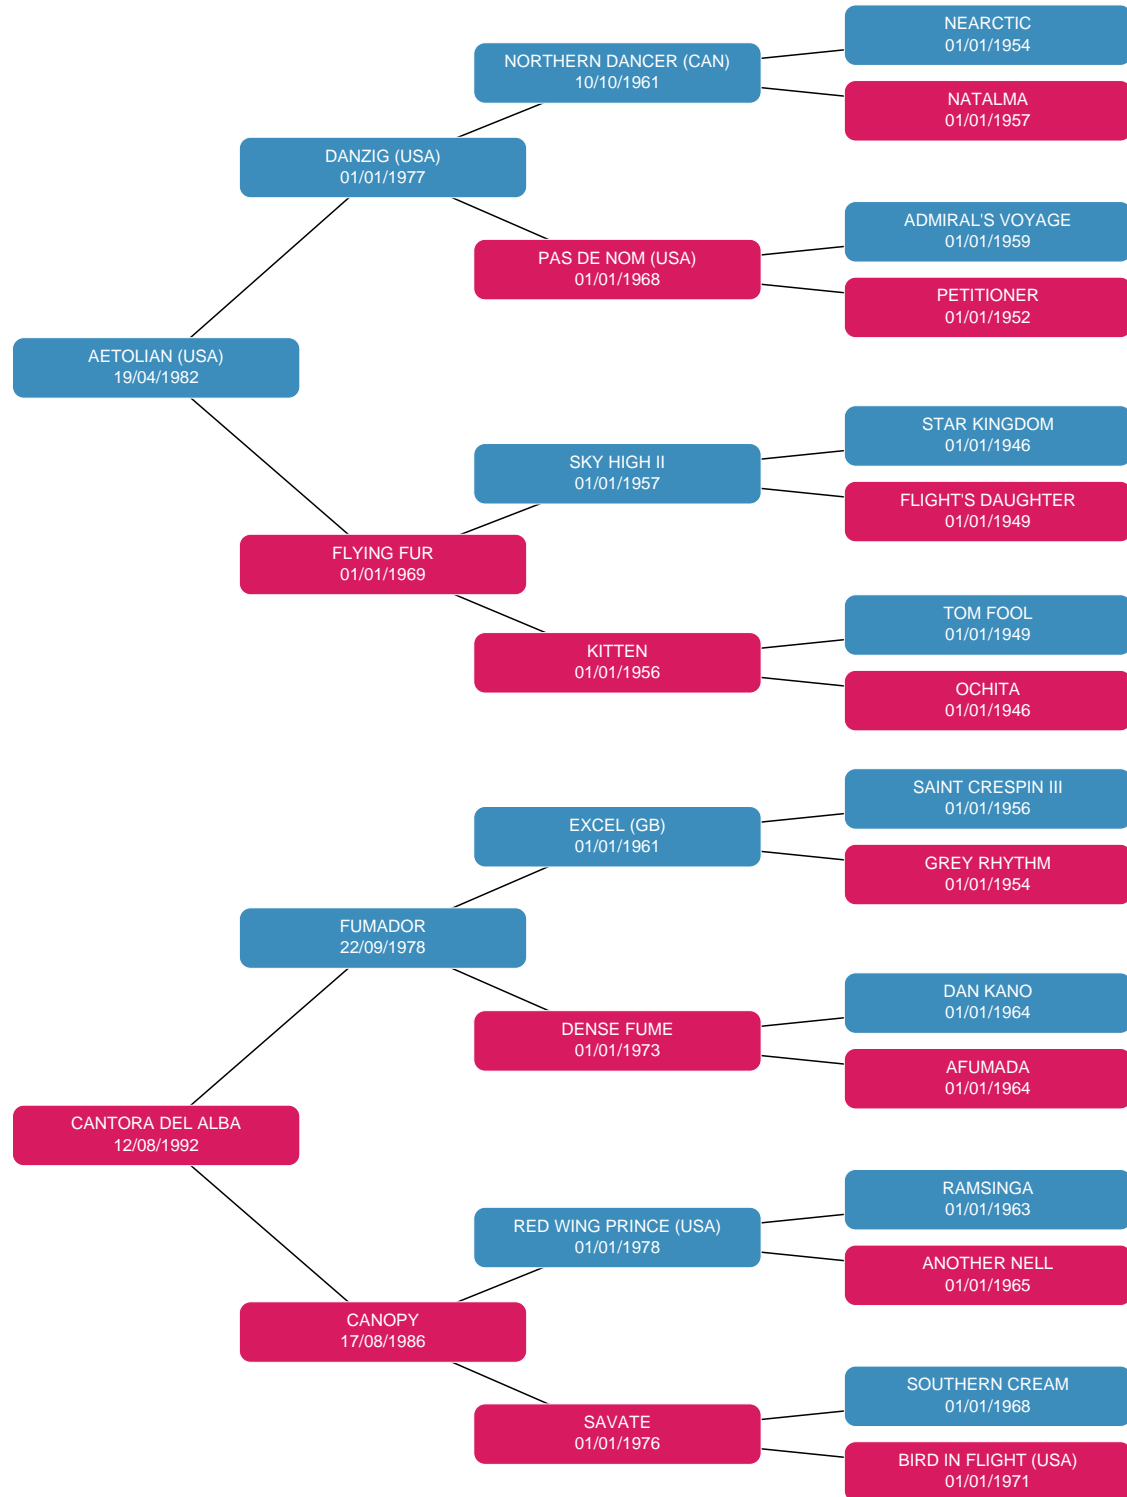 NEARCTIC
01/01/1954
NORTHERN DANCER (CAN)
10/10/1961
NATALMA
01/01/1957
DANZIG (USA)
01/01/1977
ADMIRAL'S VOYAGE
01/01/1959
PAS DE NOM (USA)
01/01/1968
PETITIONER
01/01/1952
AETOLIAN (USA)
19/04/1982
STAR KINGDOM
01/01/1946
SKY HIGH II
01/01/1957
FLIGHT'S DAUGHTER
01/01/1949
FLYING FUR
01/01/1969
TOM FOOL
01/01/1949
KITTEN
01/01/1956
OCHITA
01/01/1946
SAINT CRESPIN III
01/01/1956
EXCEL (GB)
01/01/1961
GREY RHYTHM
01/01/1954
FUMADOR
22/09/1978
DAN KANO
01/01/1964
DENSE FUME
01/01/1973
AFUMADA
01/01/1964
CANTORA DEL ALBA
12/08/1992
RAMSINGA
01/01/1963
RED WING PRINCE (USA)
01/01/1978
ANOTHER NELL
01/01/1965
CANOPY
17/08/1986
SOUTHERN CREAM
01/01/1968
SAVATE
01/01/1976
BIRD IN FLIGHT (USA)
01/01/1971